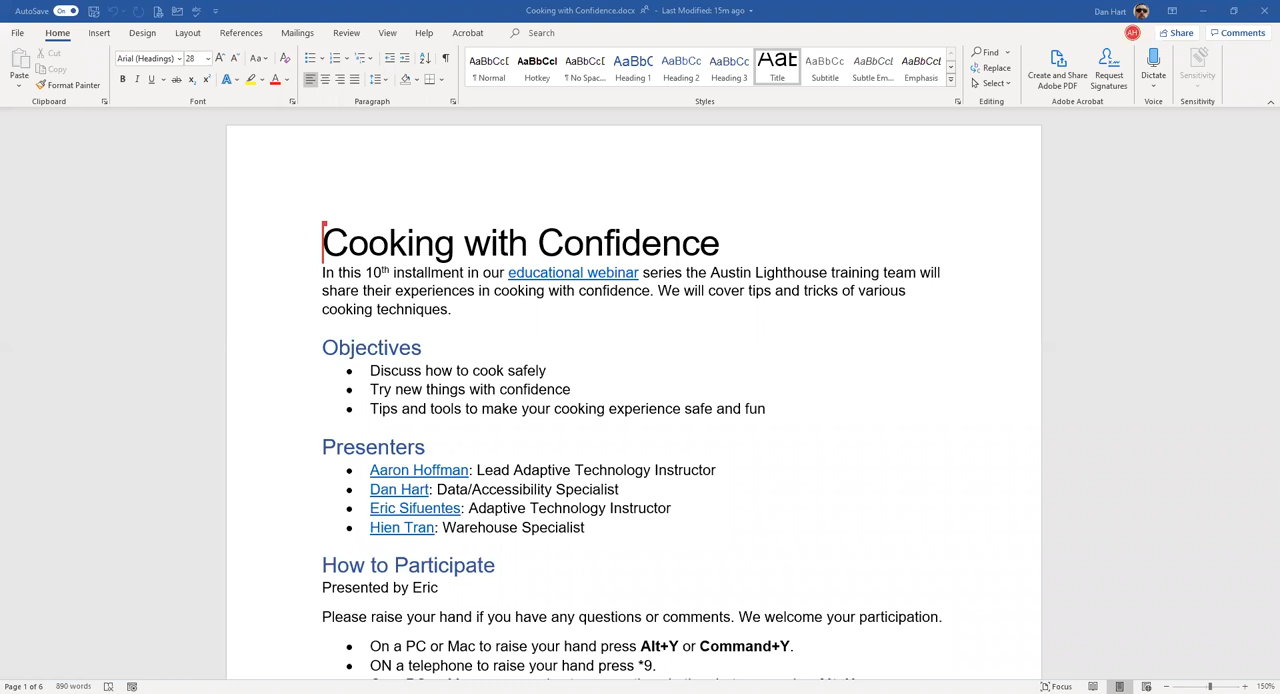 AutoSave On Cooking with Confidence.docx - Last Modified: 15m ago Dan Hart
File Home Insert Design Layout References Mailings Review View Help Acrobat Search AH Share Comments
Paste Cut Copy Format Painter
Arial (Headings) 28 Aa
B I U ab x₂ x² A A
AaBbCcI AaBbCcI AaBbCcI AaBbC AaBbCc AaBbCc Aat AaBbCc AaBbCcI AaBbCcI
¶ Normal Hotkey ¶ No Spac... Heading 1 Heading 2 Heading 3 Title Subtitle Subtle Em... Emphasis
Find
Replace
Select
Create and Share Adobe PDF Request Signatures Dictate Sensitivity
Clipboard Font Paragraph Styles Editing Adobe Acrobat Voice Sensitivity
Cooking with Confidence
In this 10th installment in our educational webinar series the Austin Lighthouse training team will
share their experiences in cooking with confidence. We will cover tips and tricks of various
cooking techniques.
Objectives
• Discuss how to cook safely
• Try new things with confidence
• Tips and tools to make your cooking experience safe and fun
Presenters
• Aaron Hoffman: Lead Adaptive Technology Instructor
• Dan Hart: Data/Accessibility Specialist
• Eric Sifuentes: Adaptive Technology Instructor
• Hien Tran: Warehouse Specialist
How to Participate
Presented by Eric
Please raise your hand if you have any questions or comments. We welcome your participation.
• On a PC or Mac to raise your hand press Alt+Y or Command+Y.
• ON a telephone to raise your hand press *9.
Page 1 of 6 890 words Focus 150%